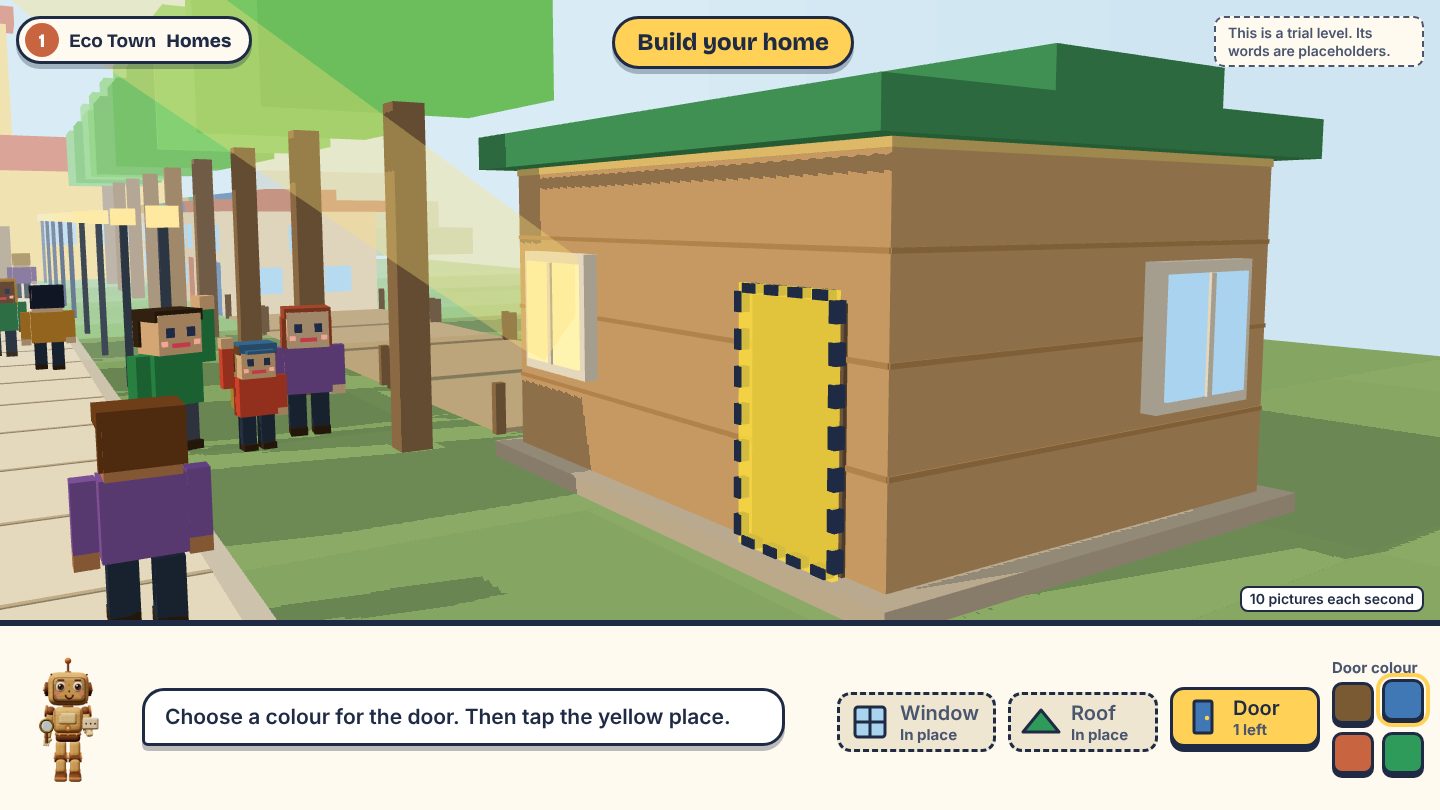 1 Eco Town Homes
Build your home
This is a trial level. Its
words are placeholders.
10 pictures each second
Choose a colour for the door. Then tap the yellow place.
Window
In place
Roof
In place
Door
1 left
Door colour